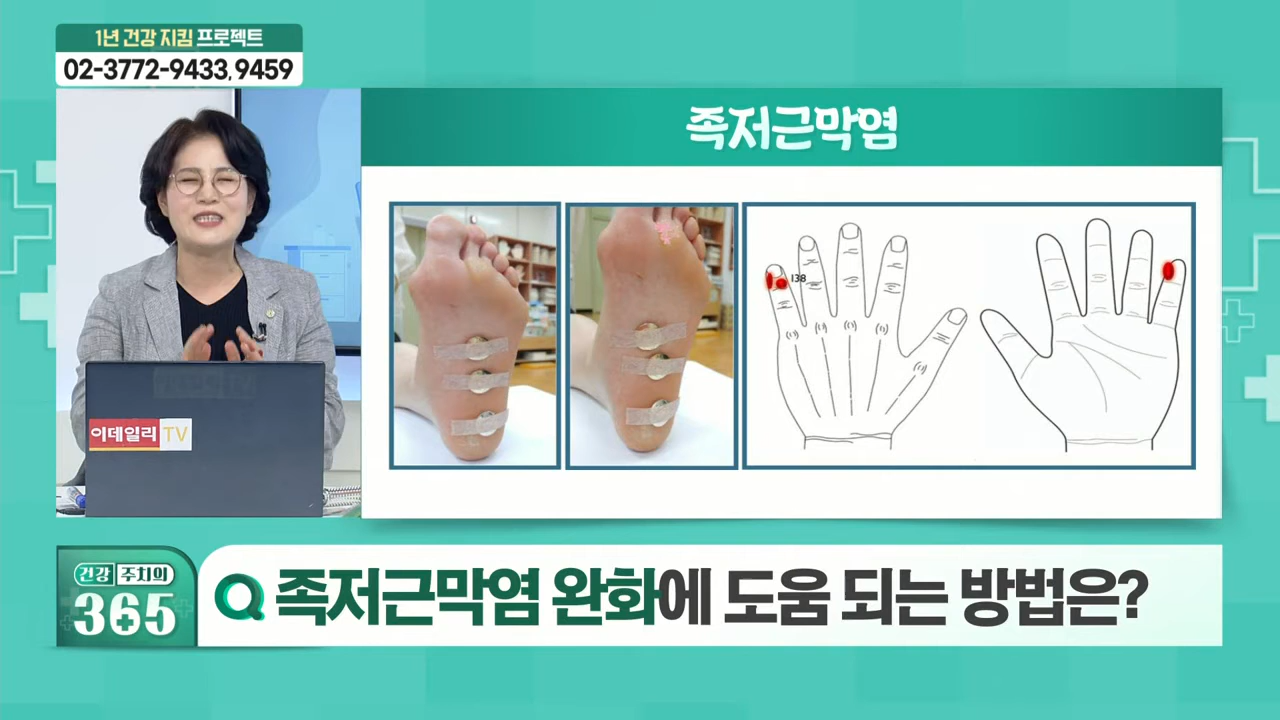 1년 건강 지킴 프로젝트
02-3772-9433, 9459
족저근막염
138
이데일리 TV
건강 주치의
365
Q 족저근막염 완화에 도움 되는 방법은?